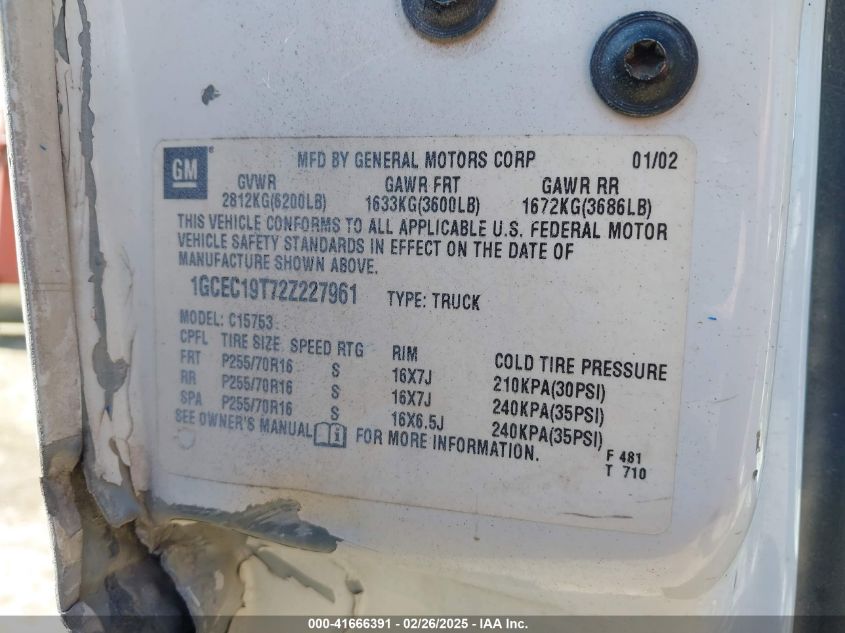 GM® MFD BY GENERAL MOTORS CORP 01/02
GVWR GAWR FRT GAWR RR
2812KG(6200LB) 1633KG(3600LB) 1672KG(3686LB)
THIS VEHICLE CONFORMS TO ALL APPLICABLE U.S. FEDERAL MOTOR
VEHICLE SAFETY STANDARDS IN EFFECT ON THE DATE OF
MANUFACTURE SHOWN ABOVE.
1GCEC19T72Z227961 TYPE: TRUCK
MODEL: C15753
CPFL TIRE SIZE SPEED RTG RIM COLD TIRE PRESSURE
FRT P255/70R16 S 16X7J 210KPA(30PSI)
RR P255/70R16 S 16X7J 240KPA(35PSI)
SPA P255/70R16 S 16X6.5J 240KPA(35PSI)
SEE OWNER'S MANUAL FOR MORE INFORMATION.
F 481
T 710
000-41666391 - 02/26/2025 - IAA Inc.